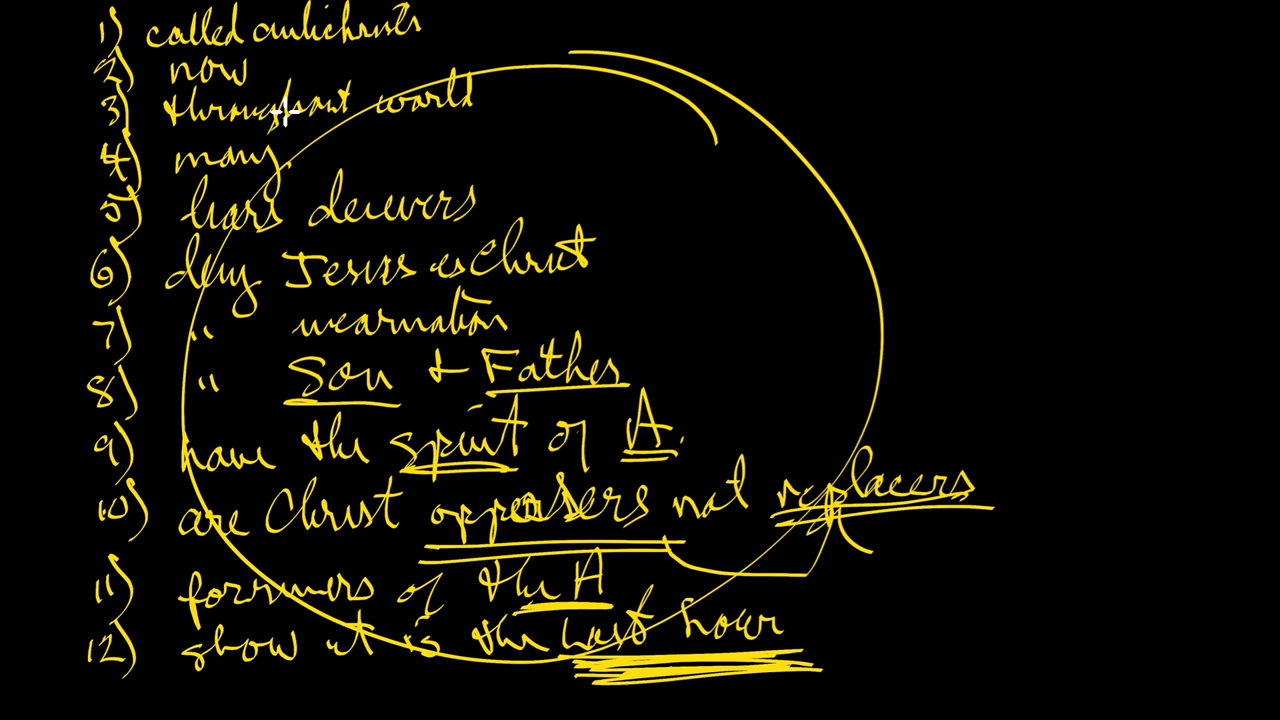 1) called antichrists
2) now
3) throughout world
4) many
5) liars deceivers
6) deny Jesus is Christ
7) " incarnation
8) " Son & Father
9) have the spirit of A.
10) are Christ opposers not replacers
11) forerunners of the A
12) show it is the last hour